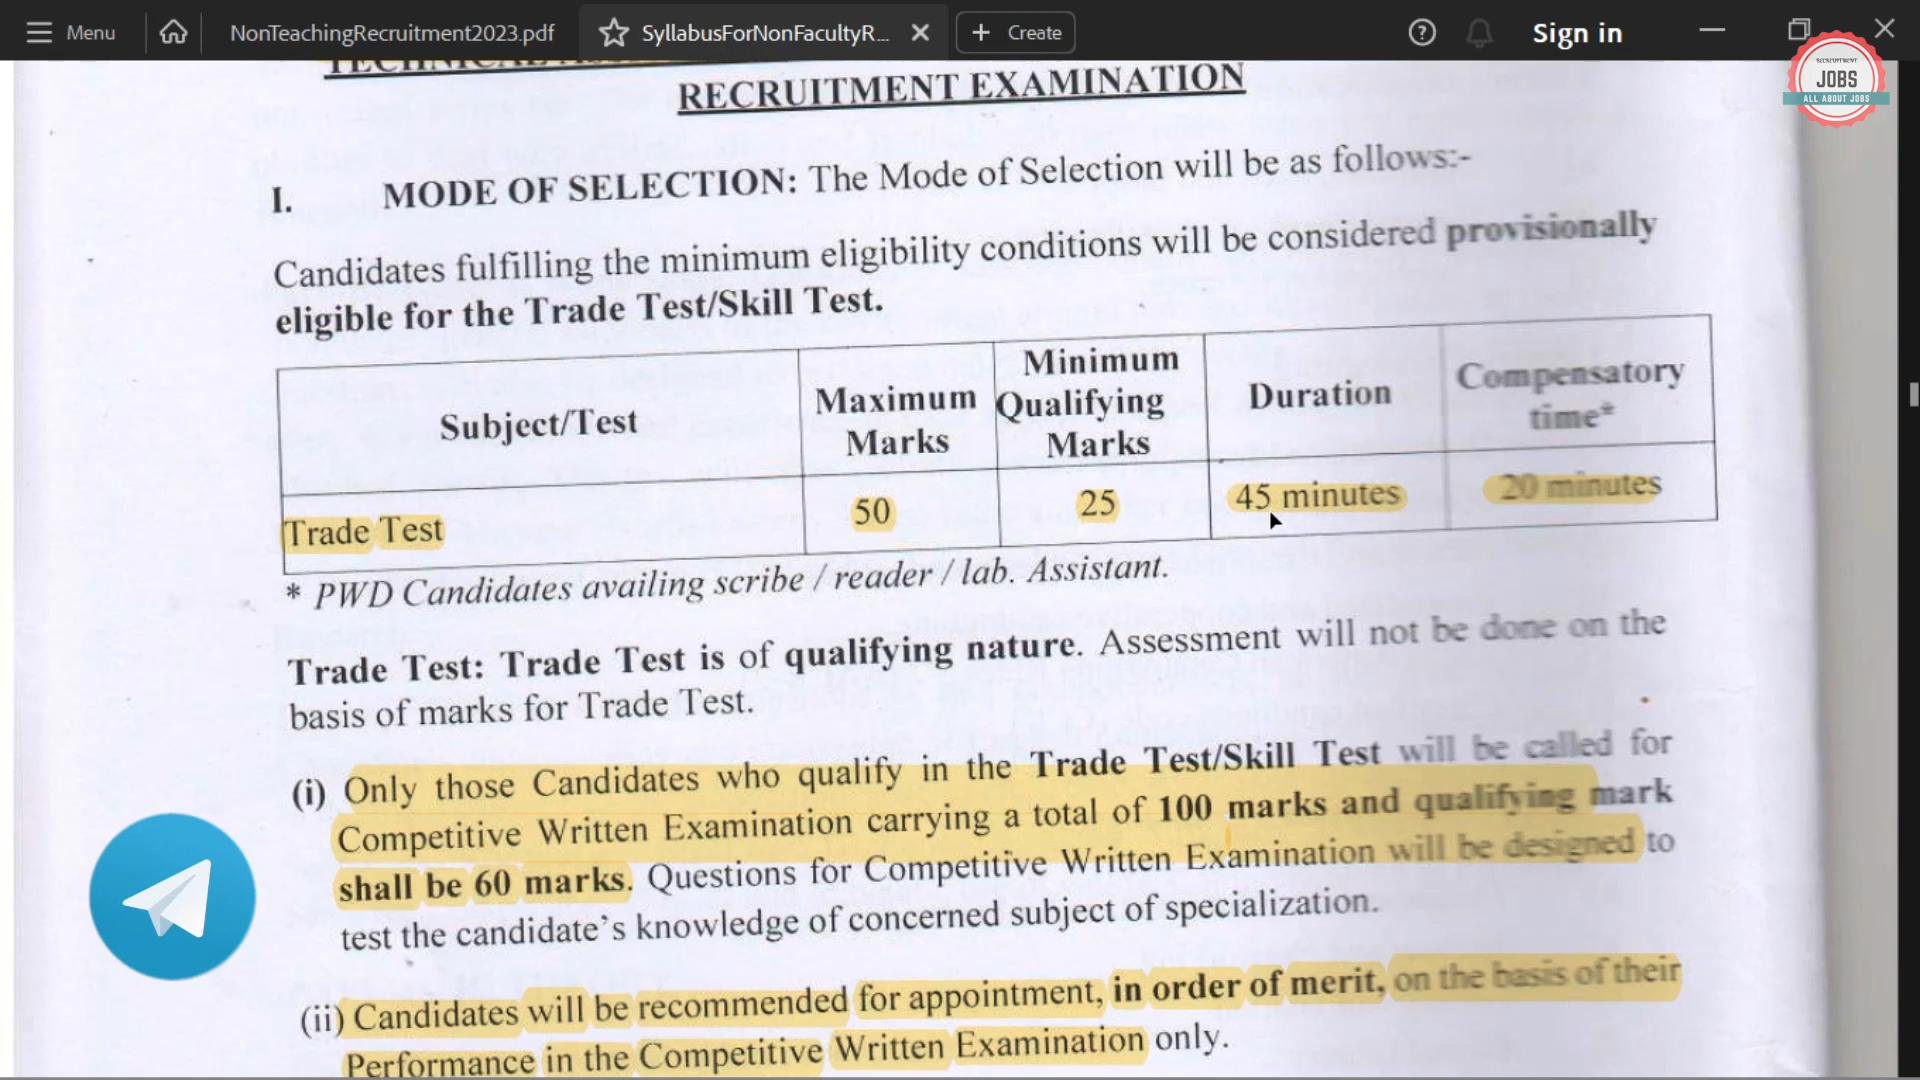 Menu
NonTeachingRecruitment2023.pdf
SyllabusForNonFacultyR...
Create
Sign in
RECRUITMENT
JOBS
ALL ABOUT JOBS
RECRUITMENT EXAMINATION
I. MODE OF SELECTION: The Mode of Selection will be as follows:-
Candidates fulfilling the minimum eligibility conditions will be considered provisionally
eligible for the Trade Test/Skill Test.
Subject/Test
Maximum
Marks
Minimum
Qualifying
Marks
Duration
Compensatory
time*
Trade Test
50
25
45 minutes
20 minutes
* PWD Candidates availing scribe / reader / lab. Assistant.
Trade Test: Trade Test is of qualifying nature. Assessment will not be done on the
basis of marks for Trade Test.
(i) Only those Candidates who qualify in the Trade Test/Skill Test will be called for
Competitive Written Examination carrying a total of 100 marks and qualifying mark
shall be 60 marks. Questions for Competitive Written Examination will be designed to
test the candidate's knowledge of concerned subject of specialization.
(ii) Candidates will be recommended for appointment, in order of merit, on the basis of their
Performance in the Competitive Written Examination only.